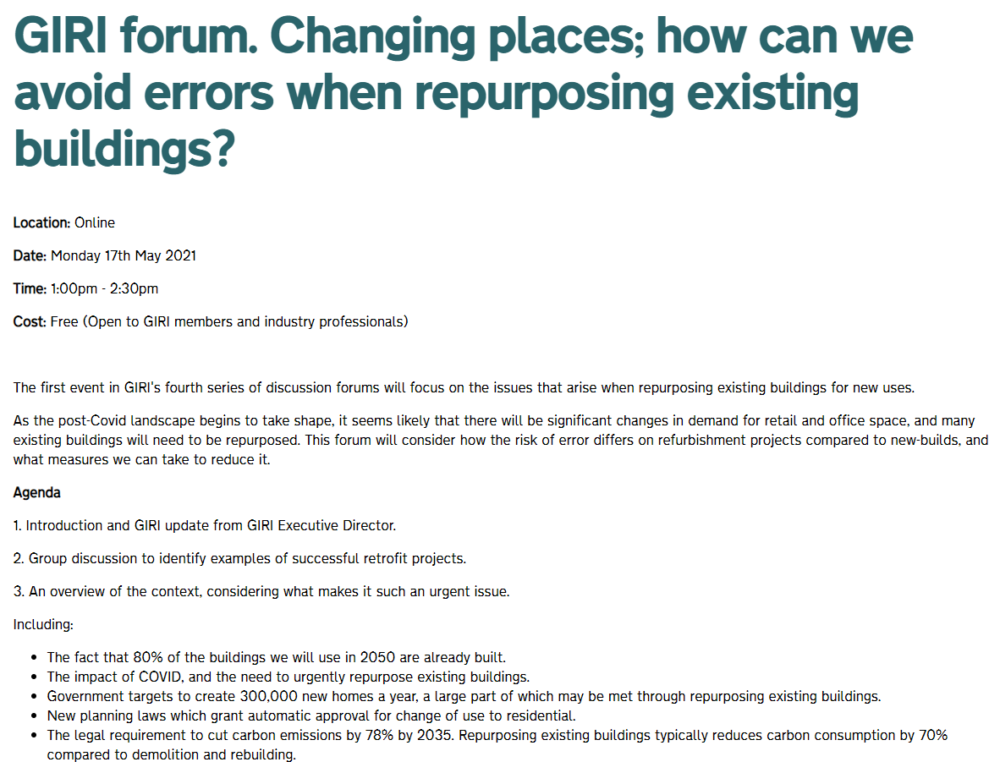 GIRI forum. Changing places; how can we
avoid errors when repurposing existing
buildings?
Location: Online
Date: Monday 17th May 2021
Time: 1:00pm - 2:30pm
Cost: Free (Open to GIRI members and industry professionals)
The first event in GIRI's fourth series of discussion forums will focus on the issues that arise when repurposing existing buildings for new uses.
As the post-Covid landscape begins to take shape, it seems likely that there will be significant changes in demand for retail and office space, and many
existing buildings will need to be repurposed. This forum will consider how the risk of error differs on refurbishment projects compared to new-builds, and
what measures we can take to reduce it.
Agenda
1. Introduction and GIRI update from GIRI Executive Director.
2. Group discussion to identify examples of successful retrofit projects.
3. An overview of the context, considering what makes it such an urgent issue.
Including:
• The fact that 80% of the buildings we will use in 2050 are already built.
• The impact of COVID, and the need to urgently repurpose existing buildings.
• Government targets to create 300,000 new homes a year, a large part of which may be met through repurposing existing buildings.
• New planning laws which grant automatic approval for change of use to residential.
• The legal requirement to cut carbon emissions by 78% by 2035. Repurposing existing buildings typically reduces carbon consumption by 70%
compared to demolition and rebuilding.